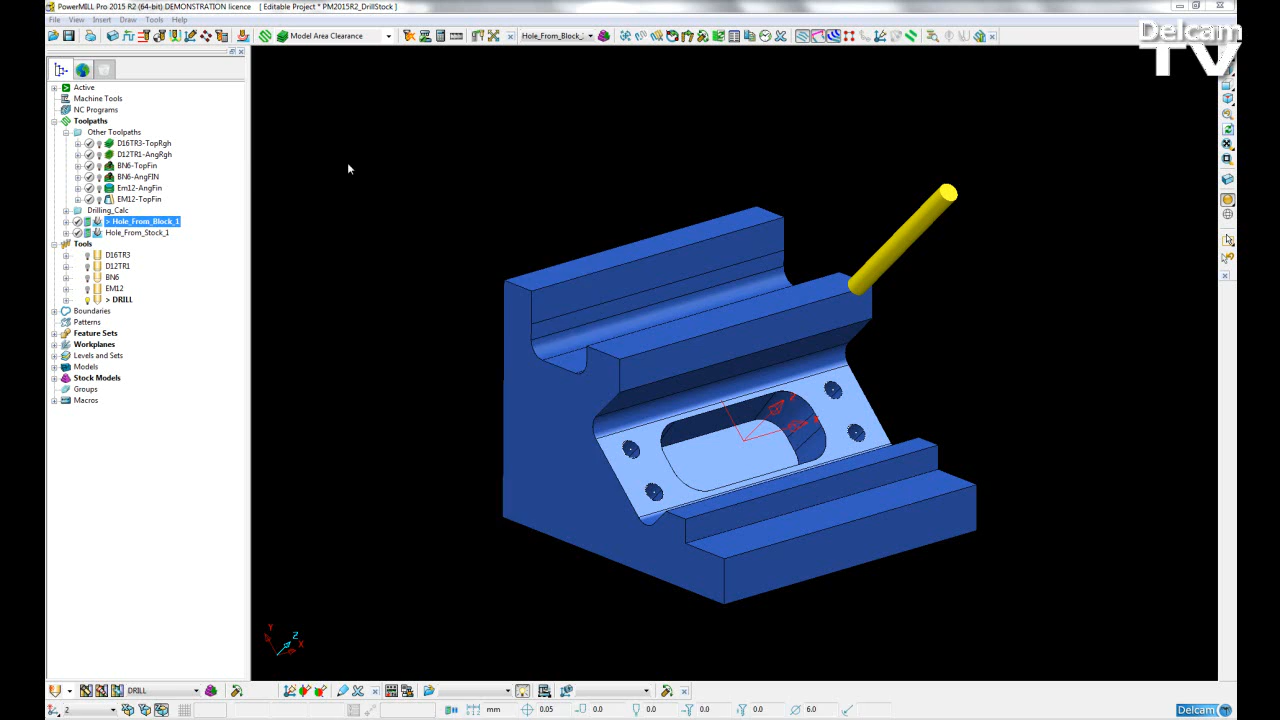 PowerMILL Pro 2015 R2 (64-bit) DEMONSTRATION licence [ Editable Project * PM2015R2_DrillStock ]
File View Insert Draw Tools Help
Delcam
TV
Model Area Clearance Hole_From_Block_
Active
Machine Tools
NC Programs
Toolpaths
Other Toolpaths
D16TR3-TopRgh
D12TR1-AngRgh
BN6-TopFin
BN6-AngFIN
Em12-AngFin
EM12-TopFin
Drilling_Calc
> Hole_From_Block_1
Hole_From_Stock_1
Tools
D16TR3
D12TR1
BN6
EM12
> DRILL
Boundaries
Patterns
Feature Sets
Workplanes
Levels and Sets
Models
Stock Models
Groups
Macros
Y
Z
X
DRILL
2 mm 0.05 0.0 0.0 0.0 0.0 6.0 Delcam